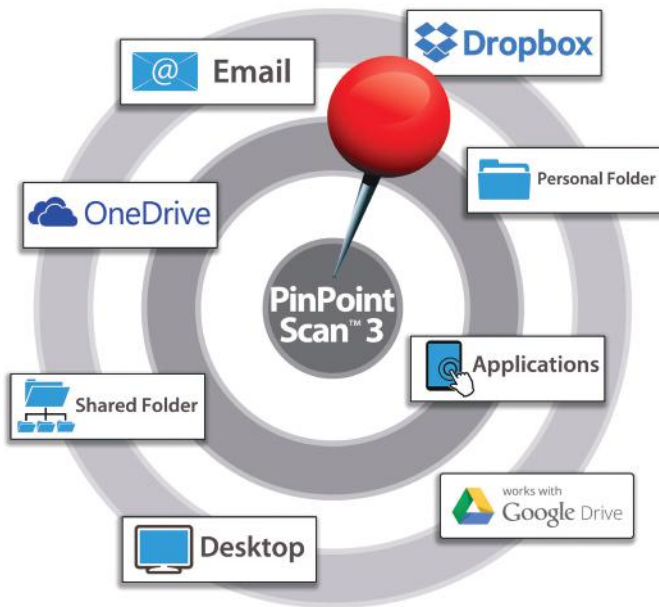 Dropbox
@ Email
Personal Folder
OneDrive
PinPoint
Scan™ 3
Applications
Shared Folder
works with
Google Drive
Desktop